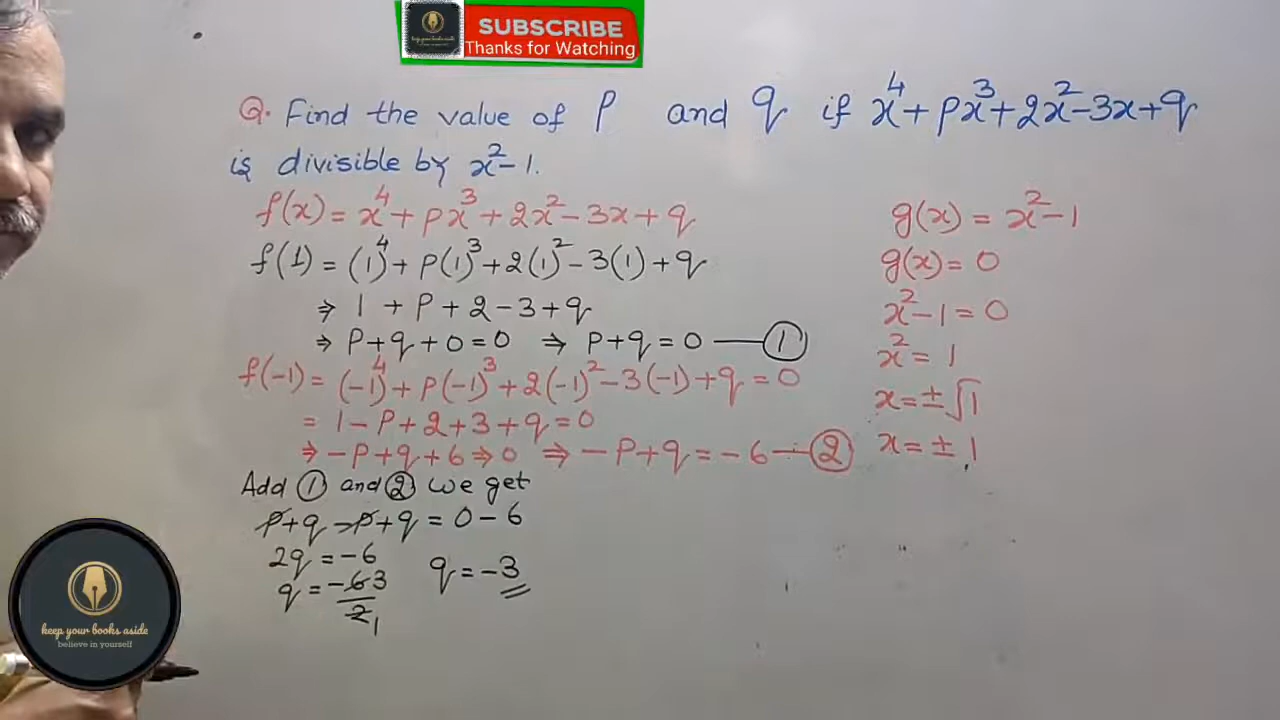 SUBSCRIBE
Thanks for Watching
Q. Find the value of P and q if x⁴+Px³+2x²-3x+q
is divisible by x²-1.
f(x) = x⁴+Px³+2x²-3x+q
f(1) = (1)⁴+P(1)³+2(1)²-3(1)+q
⇒ 1+P+2-3+q
⇒ P+q+0=0 ⇒ P+q=0 — ①
f(-1) = (-1)⁴+P(-1)³+2(-1)²-3(-1)+q=0
= 1-P+2+3+q=0
⇒ -P+q+6⇒0 ⇒ -P+q=-6 — ②
Add ① and ② we get
P+q-P+q=0-6
2q=-6
q=-63/21
q=-3
g(x) = x²-1
g(x)=0
x²-1=0
x²=1
x=±√1
x=±1
keep your books aside
believe in yourself